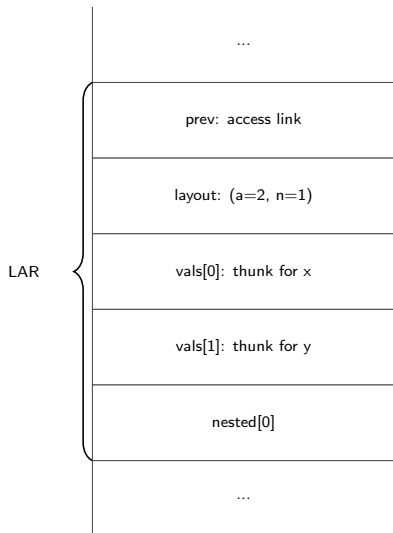 ...
prev: access link
layout: (a=2, n=1)
LAR
vals[0]: thunk for x
vals[1]: thunk for y
nested[0]
...